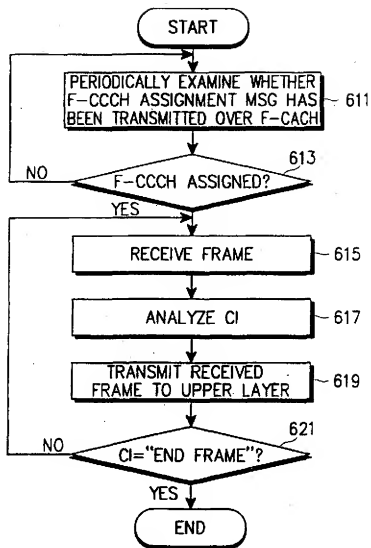 START
PERIODICALLY EXAMINE WHETHER
F-CCCH ASSIGNMENT MSG HAS
BEEN TRANSMITTED OVER F-CACH
611
613
F-CCCH ASSIGNED?
NO
YES
RECEIVE FRAME
615
ANALYZE CI
617
TRANSMIT RECEIVED
FRAME TO UPPER LAYER
619
621
CI="END FRAME"?
NO
YES
END